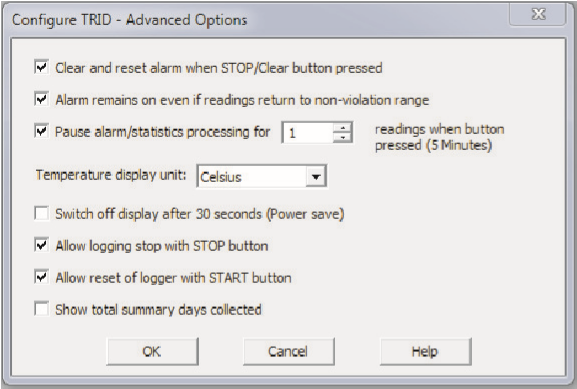 Configure TRID - Advanced Options
Clear and reset alarm when STOP/Clear button pressed
Alarm remains on even if readings return to non-violation range
Pause alarm/statistics processing for 1 readings when button
pressed (5 Minutes)
Temperature display unit: Celsius
Switch off display after 30 seconds (Power save)
Allow logging stop with STOP button
Allow reset of logger with START button
Show total summary days collected
OK Cancel Help